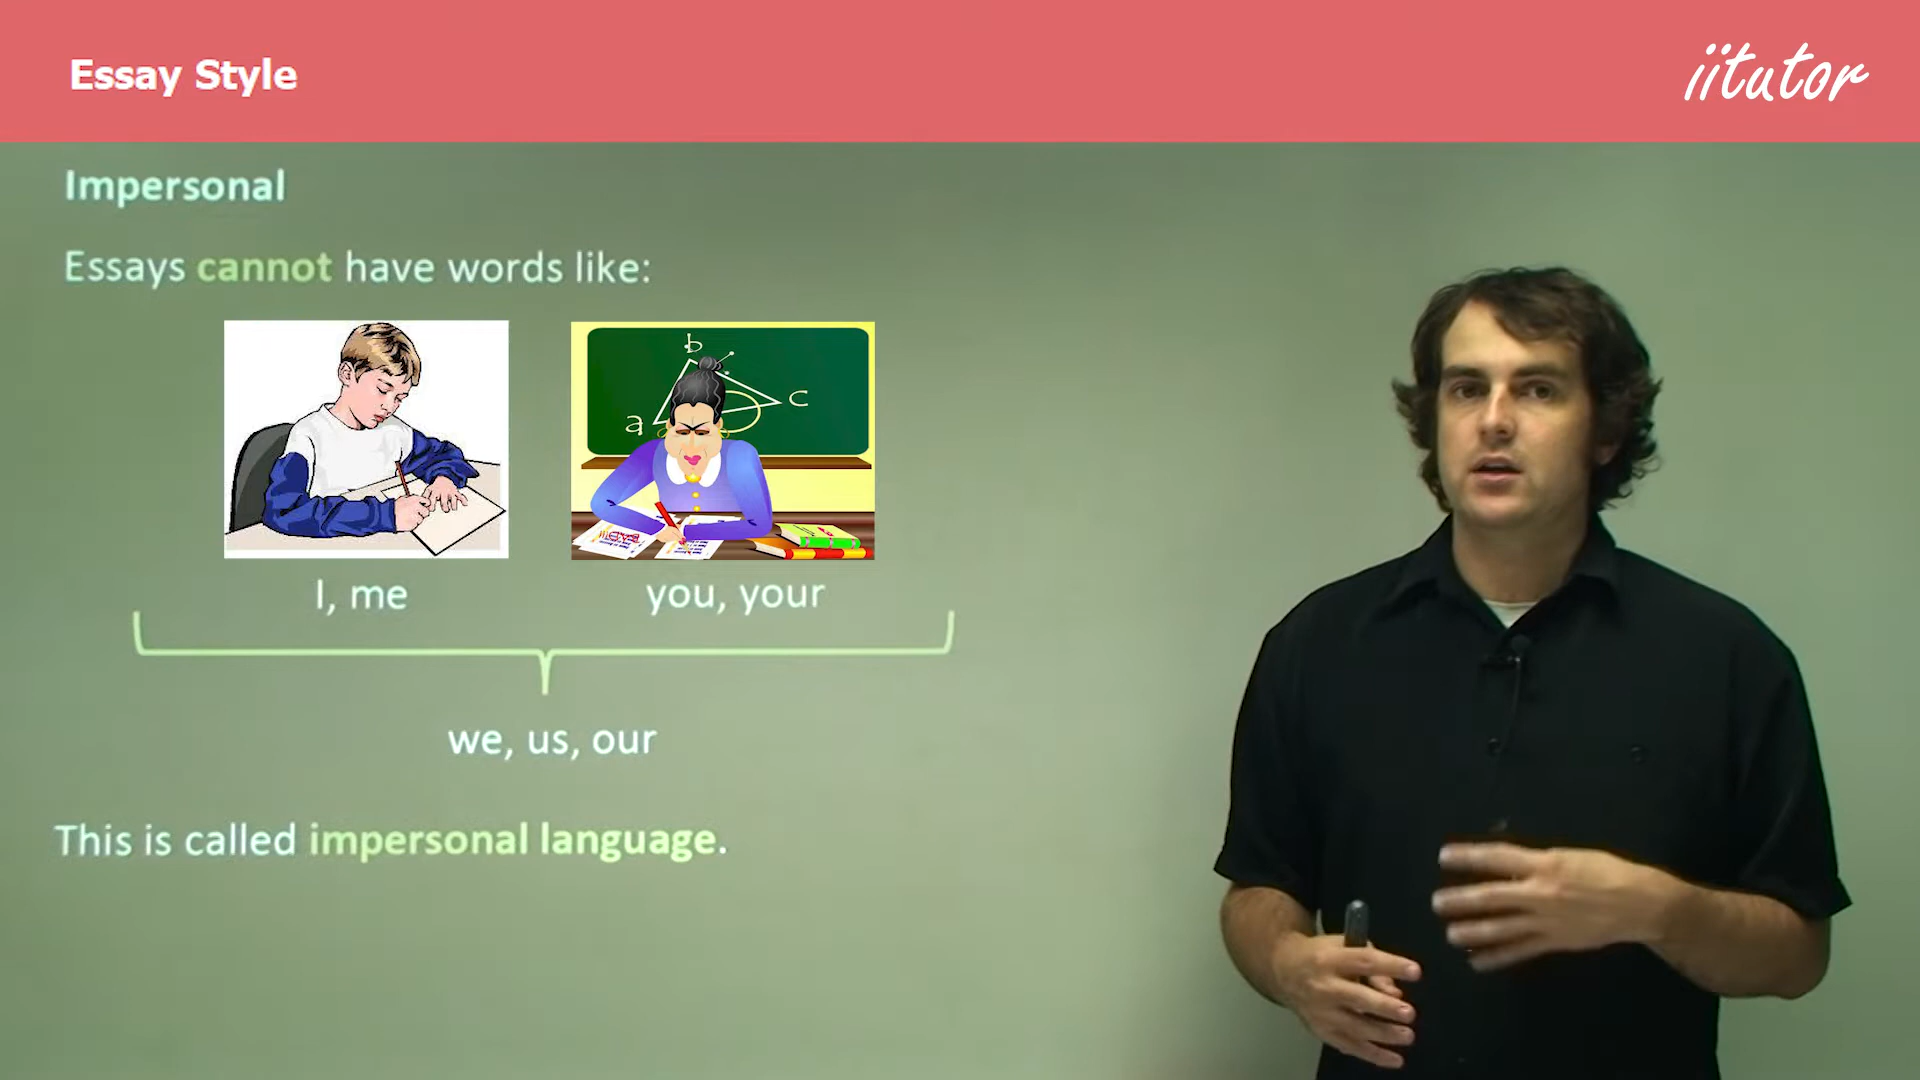 Essay Style
iitutor
Impersonal
Essays cannot have words like:
b
a
c
I, me
you, your
we, us, our
This is called impersonal language.